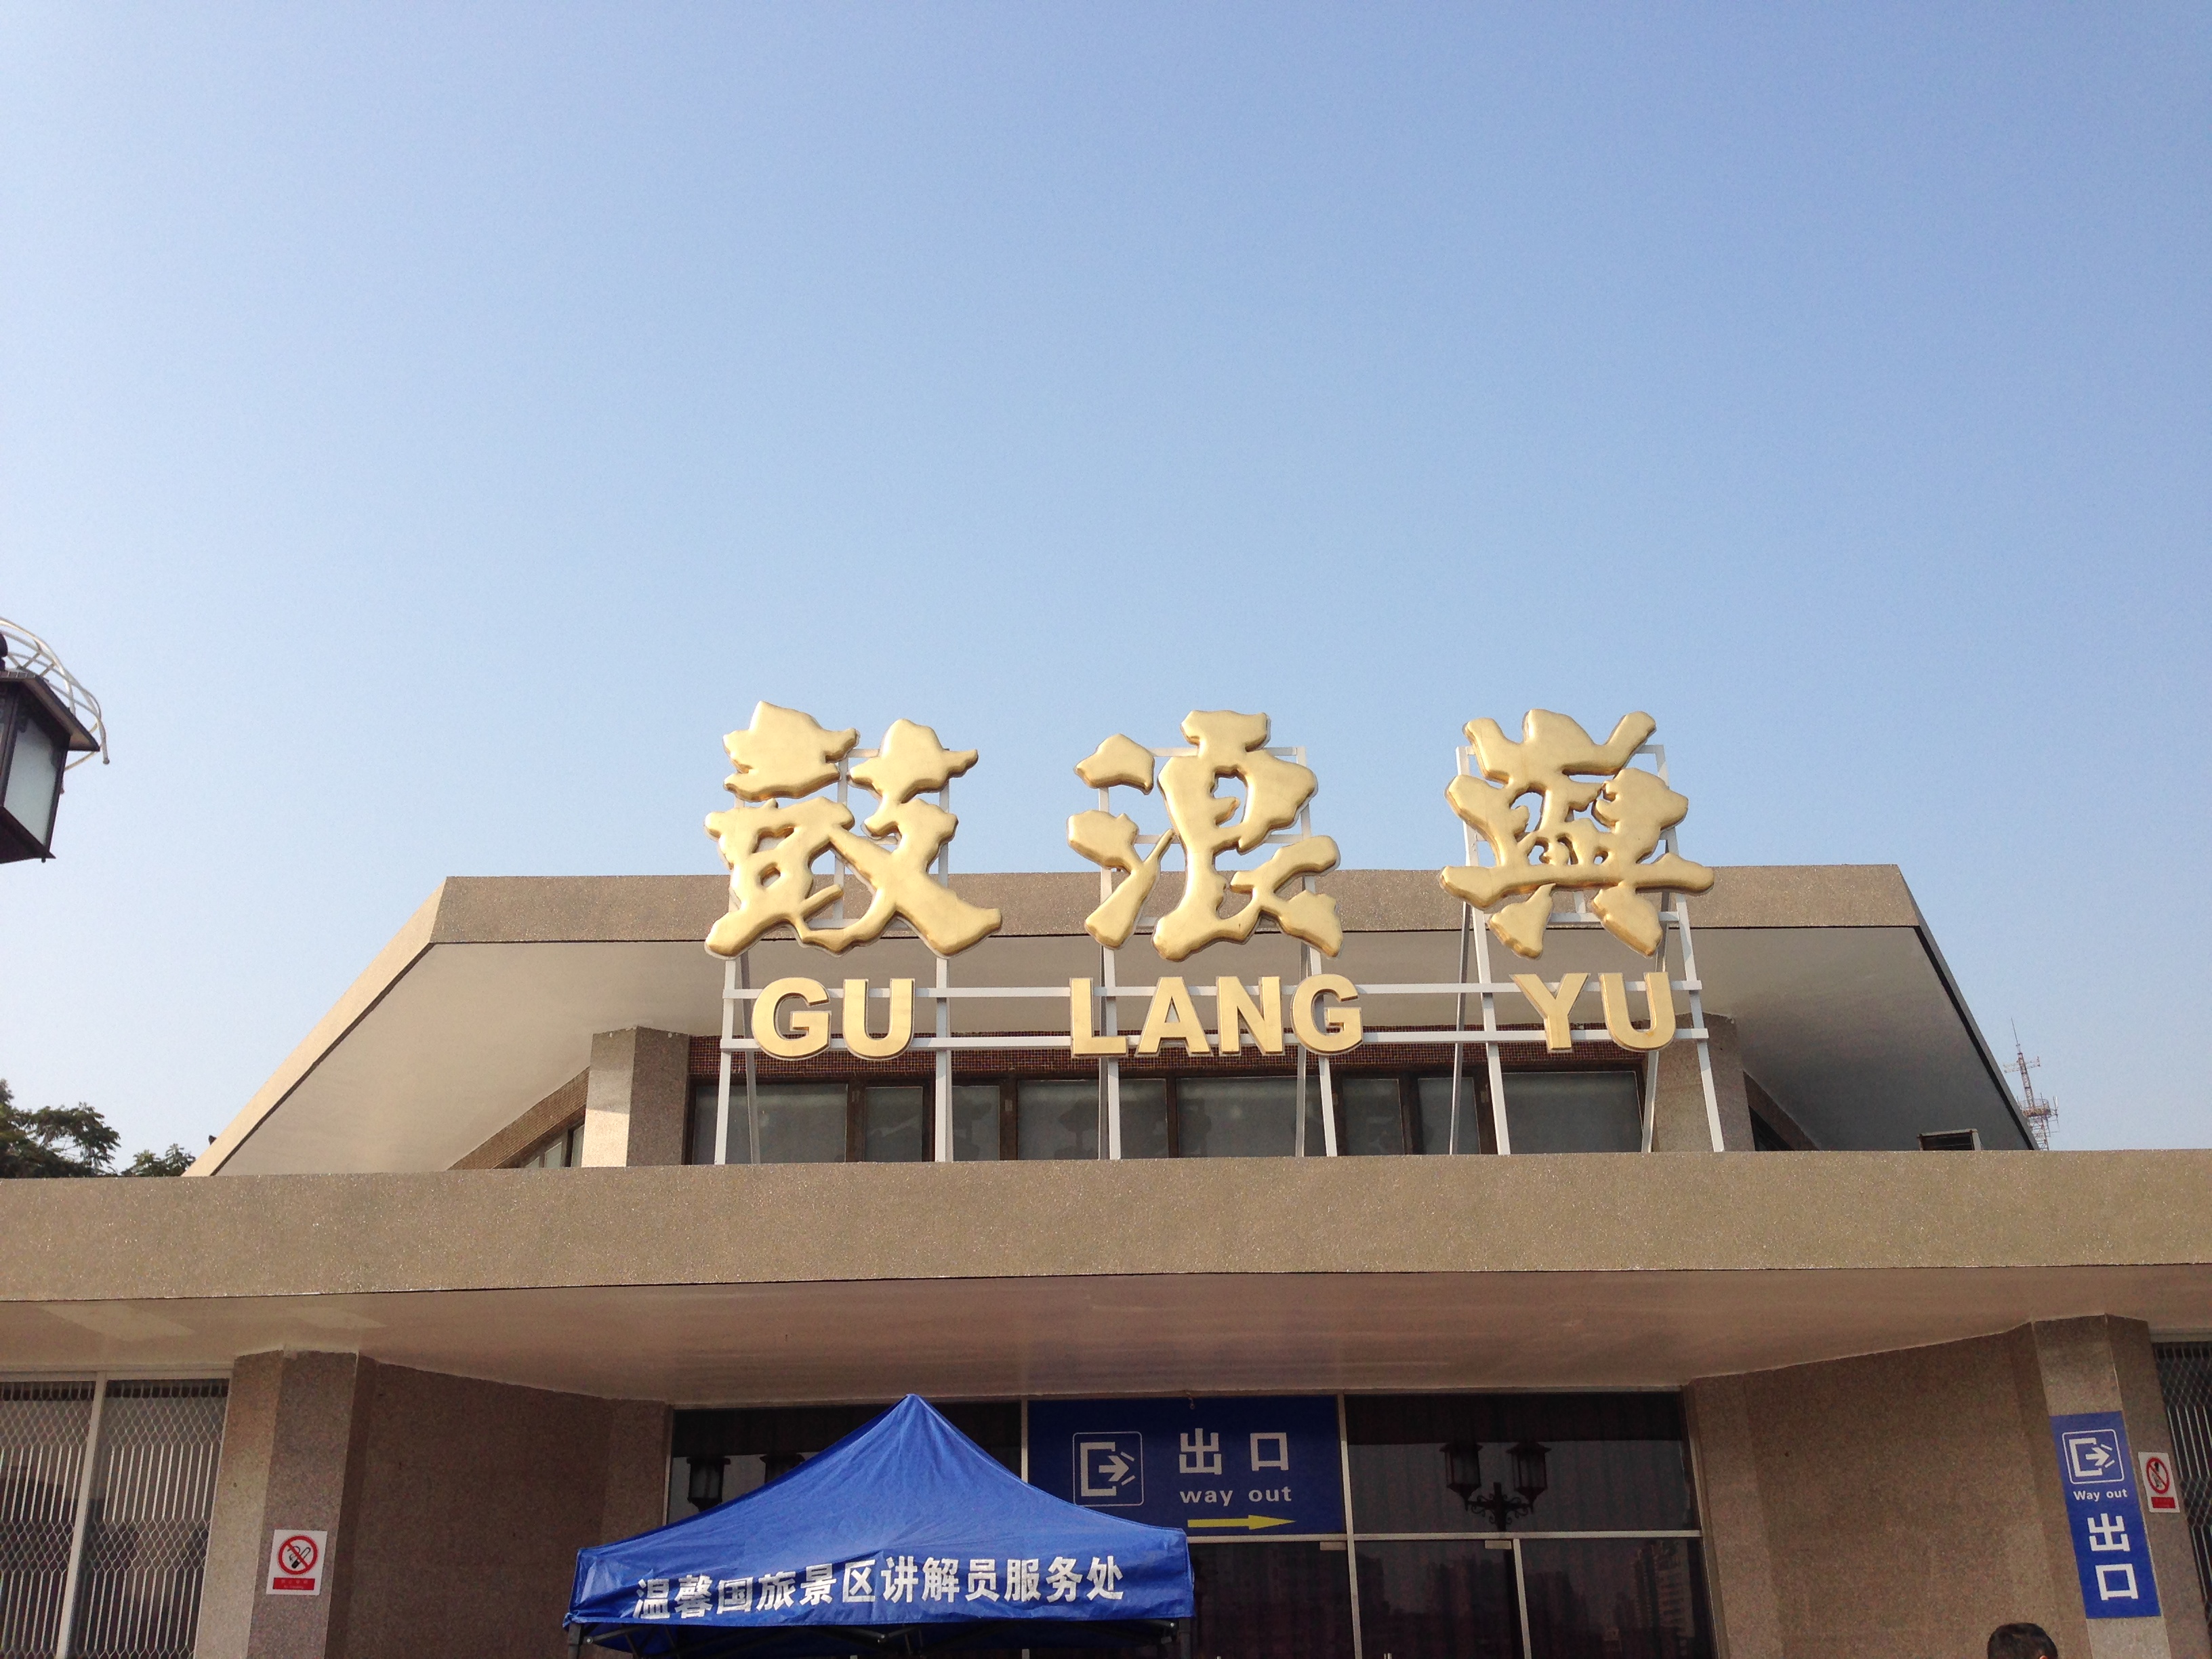 鼓浪嶼
GU LANG YU
出口
way out
温馨国旅景区讲解员服务处
Way out
出口